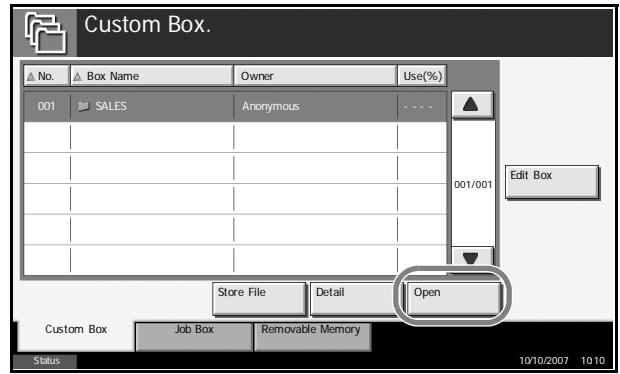 Custom Box.
No. Box Name Owner Use(%)
001 SALES Anonymous - - - -
001/001
Edit Box
Store File Detail Open
Custom Box Job Box Removable Memory
Status 10/10/2007 10:10